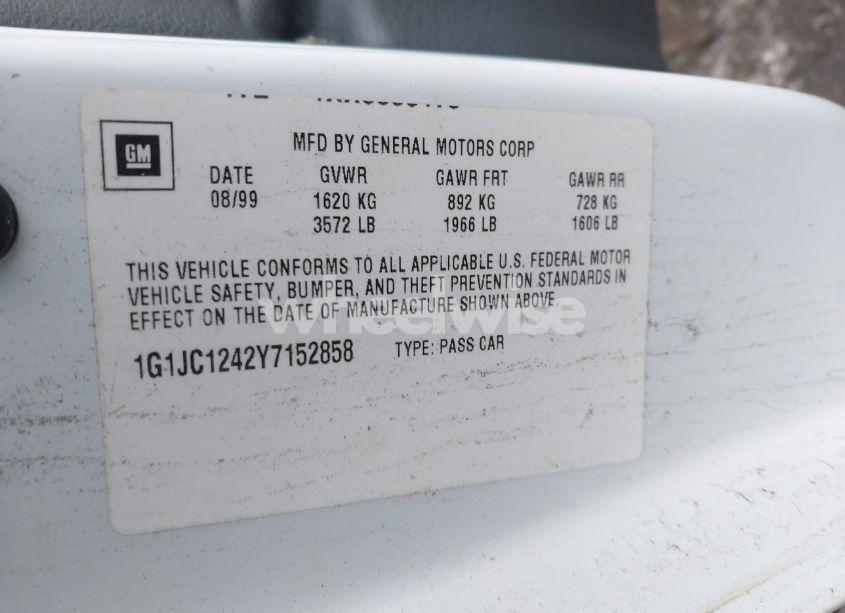 GM
MFD BY GENERAL MOTORS CORP
DATE GVWR GAWR FRT GAWR RR
08/99 1620 KG 892 KG 728 KG
3572 LB 1966 LB 1606 LB
THIS VEHICLE CONFORMS TO ALL APPLICABLE U.S. FEDERAL MOTOR
VEHICLE SAFETY, BUMPER, AND THEFT PREVENTION STANDARDS IN
EFFECT ON THE DATE OF MANUFACTURE SHOWN ABOVE.
wheelwise
1G1JC1242Y7152858 TYPE: PASS CAR